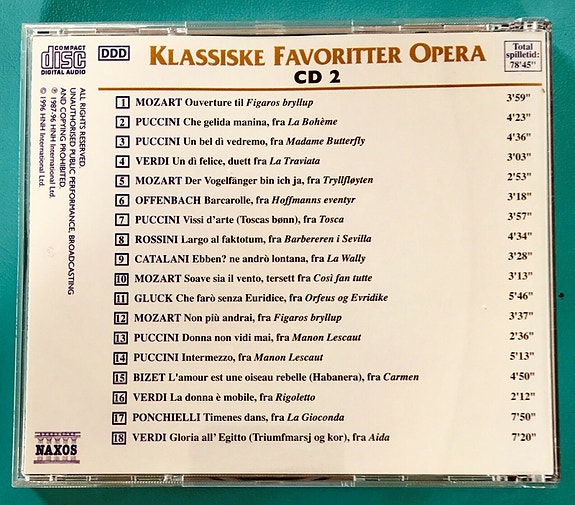 COMPACT
disc
DIGITAL AUDIO
DDD
KLASSISKE FAVORITTER OPERA
CD 2
Total
spilletid:
78'45"
1 MOZART Ouverture til Figaros bryllup 3'59"
2 PUCCINI Che gelida manina, fra La Bohème 4'23"
3 PUCCINI Un bel dì vedremo, fra Madame Butterfly 4'36"
4 VERDI Un dì felice, duett fra La Traviata 3'03"
5 MOZART Der Vogelfänger bin ich ja, fra Tryllfløyten 2'53"
6 OFFENBACH Barcarolle, fra Hoffmanns eventyr 3'18"
7 PUCCINI Vissi d'arte (Toscas bønn), fra Tosca 3'57"
8 ROSSINI Largo al faktotum, fra Barbereren i Sevilla 4'34"
9 CATALANI Ebben? ne andrò lontana, fra La Wally 3'28"
10 MOZART Soave sia il vento, tersett fra Così fan tutte 3'13"
11 GLUCK Che farò senza Euridice, fra Orfeus og Evridike 5'46"
12 MOZART Non più andrai, fra Figaros bryllup 3'37"
13 PUCCINI Donna non vidi mai, fra Manon Lescaut 2'36"
14 PUCCINI Intermezzo, fra Manon Lescaut 5'13"
15 BIZET L'amour est une oiseau rebelle (Habanera), fra Carmen 4'50"
16 VERDI La donna è mobile, fra Rigoletto 2'12"
17 PONCHIELLI Timenes dans, fra La Gioconda 7'50"
18 VERDI Gloria all' Egitto (Triumfmarsj og kor), fra Aida 7'20"
ALL RIGHTS RESERVED.
UNAUTHORISED PUBLIC PERFORMANCE, BROADCASTING
AND COPYING PROHIBITED.
℗ 1987-96 HNH International Ltd.
© 1996 HNH International Ltd.
NAXOS